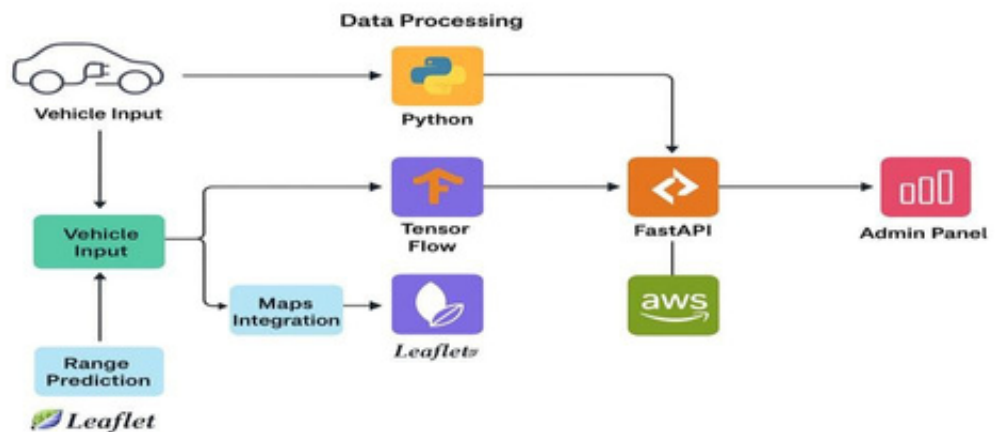 Data Processing
Vehicle Input
Python
Vehicle
Input
Tensor
Flow
FastAPI
Admin Panel
Maps
Integration
Leaflet
aws
Range
Prediction
Leaflet